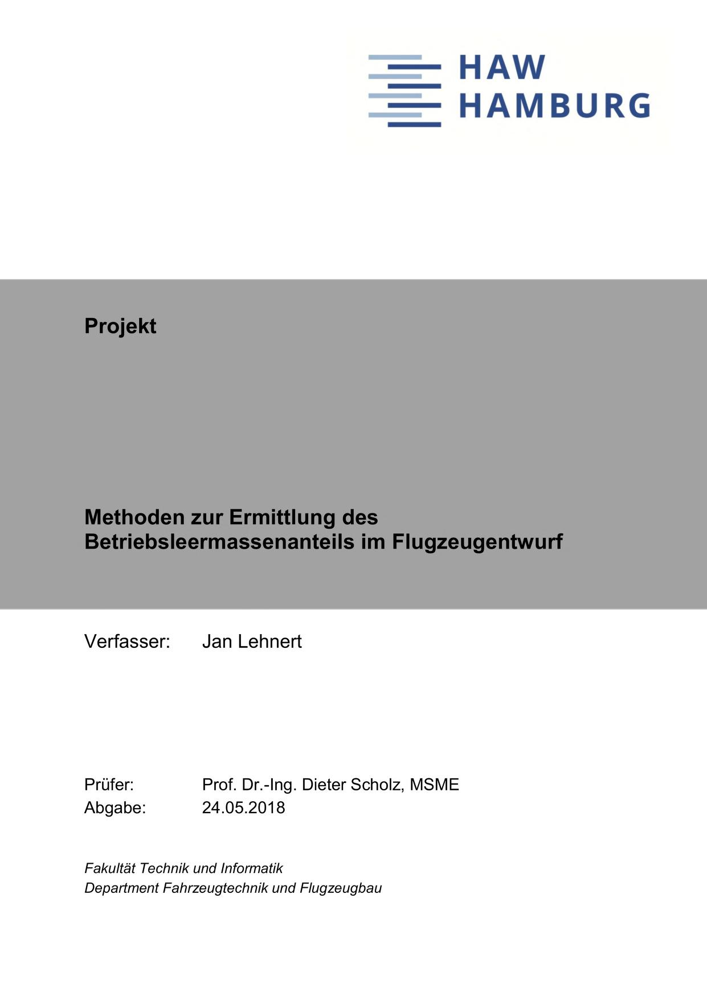 HAW
HAMBURG
Projekt
Methoden zur Ermittlung des
Betriebsleermassenanteils im Flugzeugentwurf
Verfasser: Jan Lehnert
Prüfer: Prof. Dr.-Ing. Dieter Scholz, MSME
Abgabe: 24.05.2018
Fakultät Technik und Informatik
Department Fahrzeugtechnik und Flugzeugbau